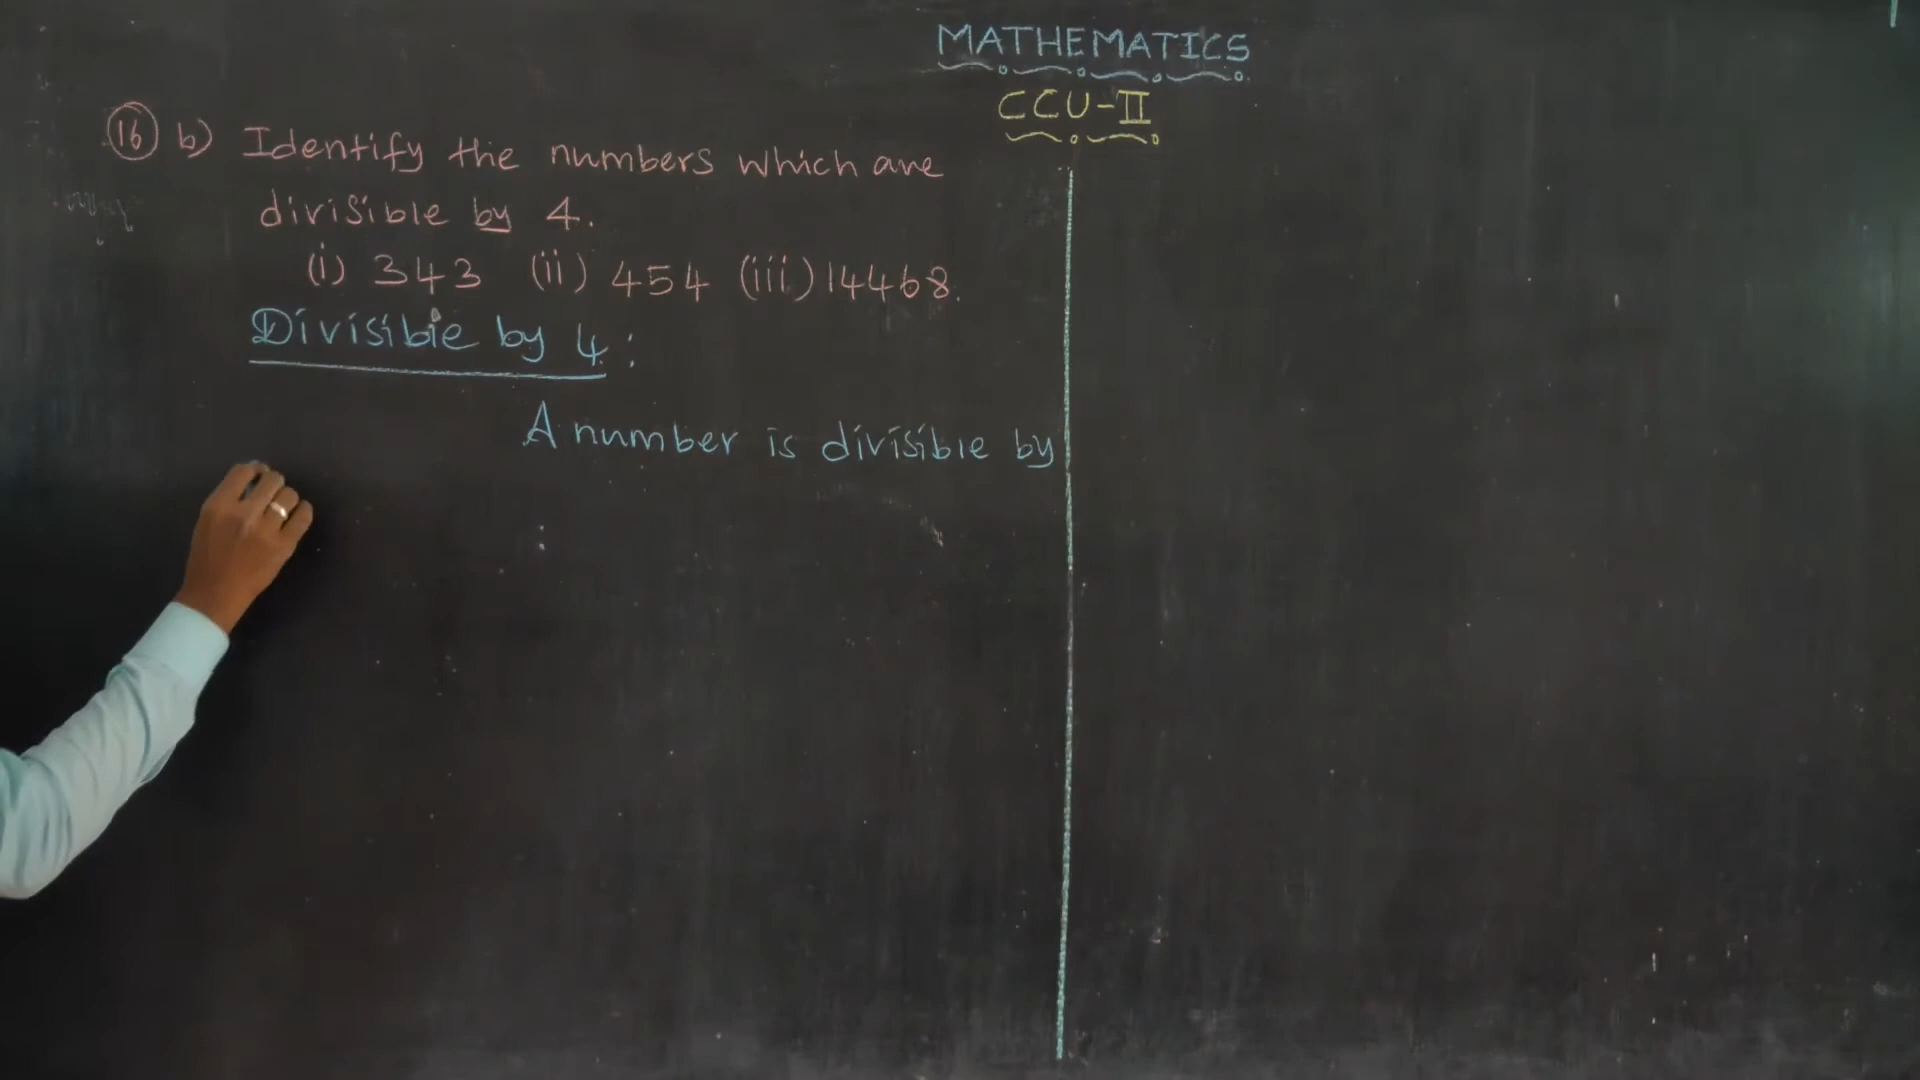 MATHEMATICS
CCU-II
16 b) Identify the numbers which are
divisible by 4.
(i) 343 (ii) 454 (iii) 14468.
Divisible by 4:
A number is divisible by